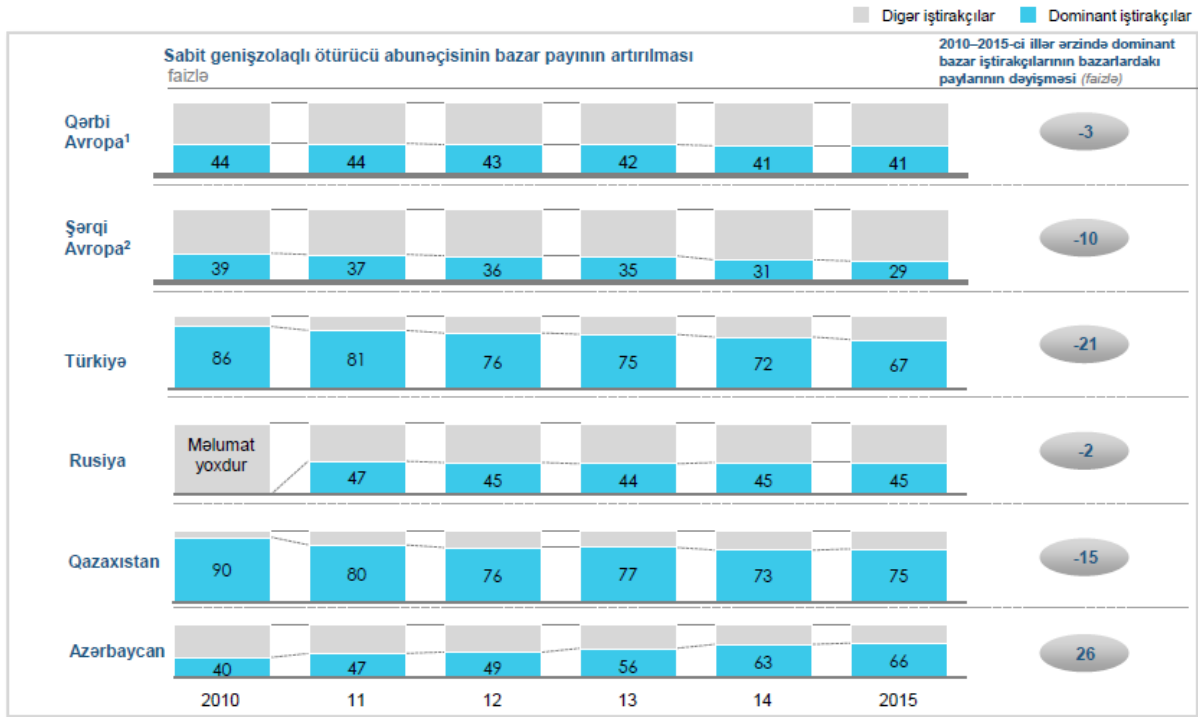 Digər iştirakçılar Dominant iştirakçılar
Sabit genişzolaqlı ötürücü abunəçisinin bazar payının artırılması
faizlə
2010–2015-ci illər ərzində dominant
bazar iştirakçılarının bazarlardakı
paylarının dəyişməsi (faizlə)
Qərbi
Avropa¹
44 44 43 42 41 41
-3
Şərqi
Avropa²
39 37 36 35 31 29
-10
Türkiyə
86 81 76 75 72 67
-21
Rusiya
Məlumat
yoxdur
47 45 44 45 45
-2
Qazaxıstan
90 80 76 77 73 75
-15
Azərbaycan
40 47 49 56 63 66
26
2010 11 12 13 14 2015